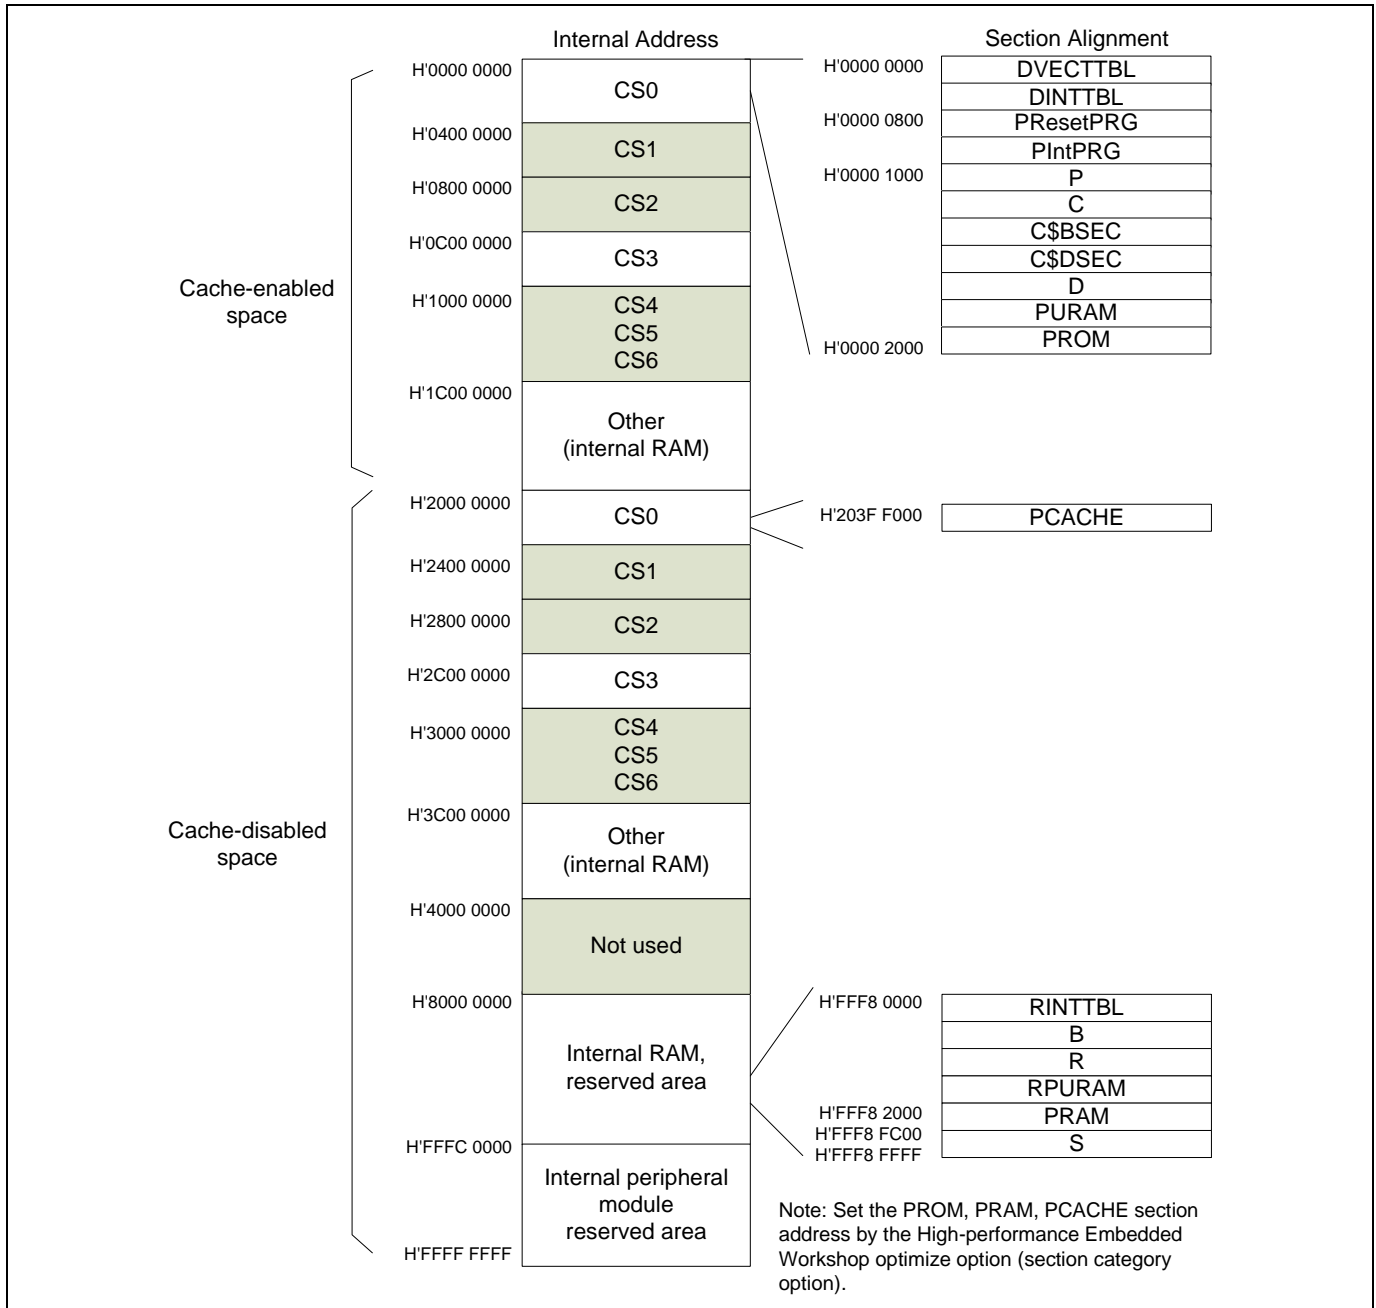 Internal Address
Section Alignment
H'0000 0000
CS0
H'0400 0000
CS1
H'0800 0000
CS2
H'0C00 0000
CS3
H'1000 0000
CS4
CS5
CS6
H'1C00 0000
Other
(internal RAM)
Cache-enabled
space
H'2000 0000
CS0
H'2400 0000
CS1
H'2800 0000
CS2
H'2C00 0000
CS3
H'3000 0000
CS4
CS5
CS6
H'3C00 0000
Other
(internal RAM)
H'4000 0000
Not used
H'8000 0000
Internal RAM,
reserved area
H'FFFC 0000
Internal peripheral
module
reserved area
H'FFFF FFFF
Cache-disabled
space
H'0000 0000
DVECTTBL
DINTTBL
H'0000 0800
PResetPRG
PIntPRG
H'0000 1000
P
C
C$BSEC
C$DSEC
D
PURAM
PROM
H'0000 2000
H'203F F000
PCACHE
H'FFF8 0000
RINTTBL
B
R
RPURAM
H'FFF8 2000
PRAM
H'FFF8 FC00
S
H'FFF8 FFFF
Note: Set the PROM, PRAM, PCACHE section
address by the High-performance Embedded
Workshop optimize option (section category
option).